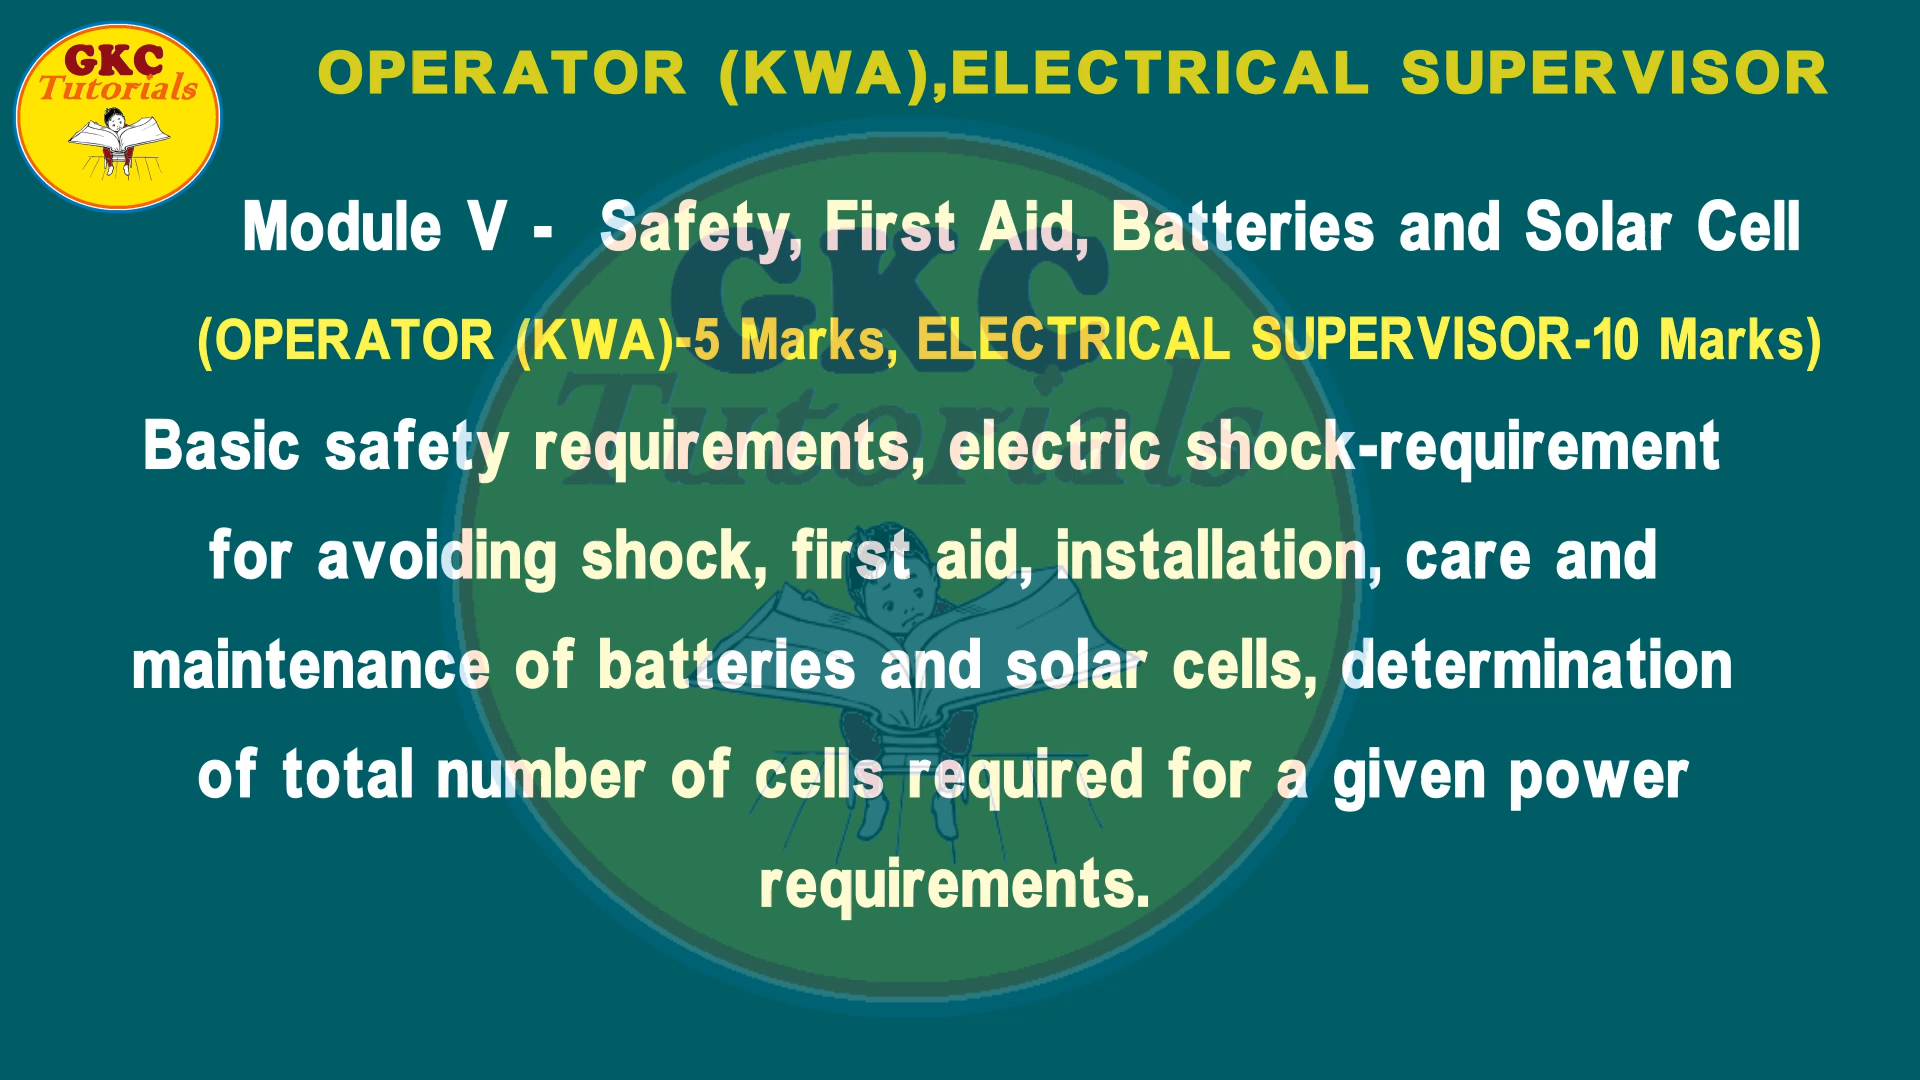 GKC
Tutorials
OPERATOR (KWA),ELECTRICAL SUPERVISOR
Module V - Safety, First Aid, Batteries and Solar Cell
(OPERATOR (KWA)-5 Marks, ELECTRICAL SUPERVISOR-10 Marks)
Basic safety requirements, electric shock-requirement
for avoiding shock, first aid, installation, care and
maintenance of batteries and solar cells, determination
of total number of cells required for a given power
requirements.
GKC
Tutorials